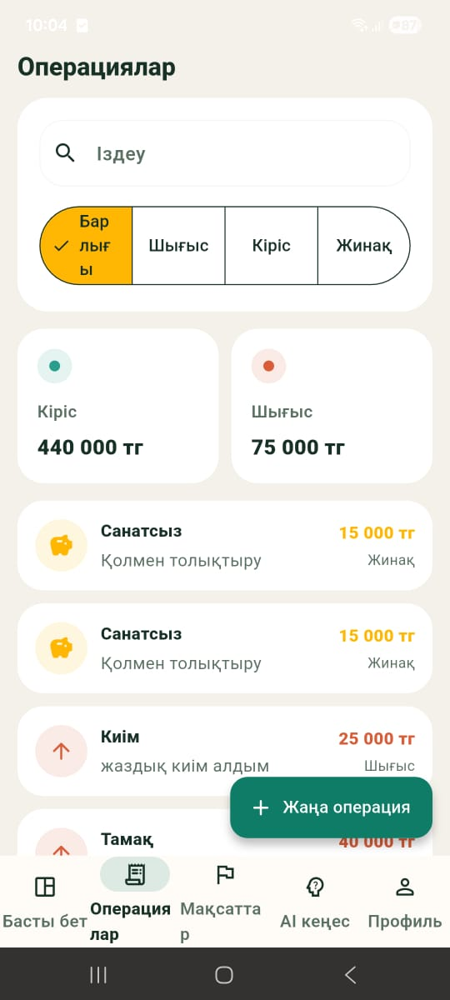 10:04
87
Операциялар
Іздеу
Бар
лығ
ы
Шығыс
Кіріс
Жинақ
Кіріс
440 000 тг
Шығыс
75 000 тг
Санатсыз
15 000 тг
Қолмен толықтыру
Жинақ
Санатсыз
15 000 тг
Қолмен толықтыру
Жинақ
Киім
25 000 тг
жаздық киім алдым
Шығыс
Жаңа операция
Тамақ
40 000 тг
Басты бет
Операция
лар
Мақсатта
р
AI кеңес
Профиль